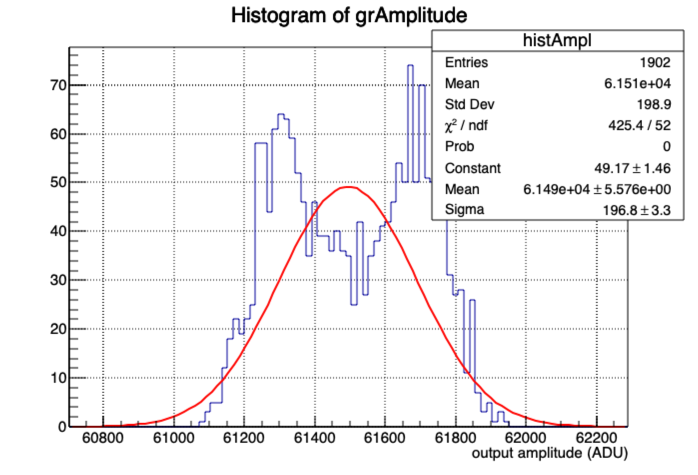 Histogram of grAmplitude
histAmpl
Entries 1902
Mean 6.151e+04
Std Dev 198.9
χ² / ndf 425.4 / 52
Prob 0
Constant 49.17 ± 1.46
Mean 6.149e+04 ± 5.576e+00
Sigma 196.8 ± 3.3
70
60
50
40
30
20
10
0
60800 61000 61200 61400 61600 61800 62000 62200
output amplitude (ADU)